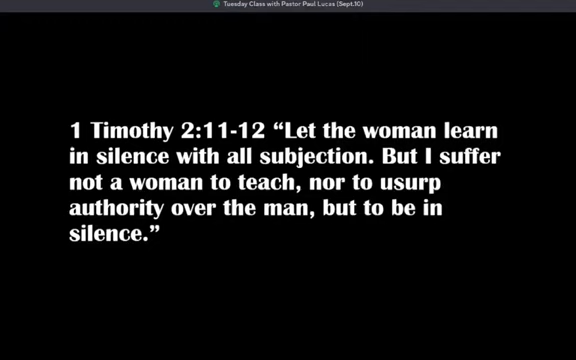 Tuesday Class with Pastor Paul Lucas (Sept.10)
1 Timothy 2:11-12 “Let the woman learn
in silence with all subjection. But I suffer
not a woman to teach, nor to usurp
authority over the man, but to be in
silence.”